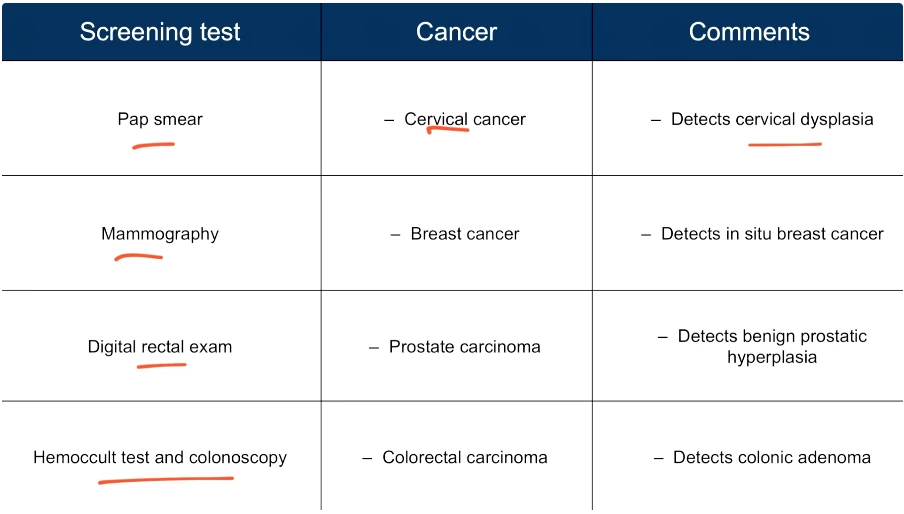 Screening test
Cancer
Comments
Pap smear
– Cervical cancer
– Detects cervical dysplasia
Mammography
– Breast cancer
– Detects in situ breast cancer
Digital rectal exam
– Prostate carcinoma
– Detects benign prostatic
hyperplasia
Hemoccult test and colonoscopy
– Colorectal carcinoma
– Detects colonic adenoma